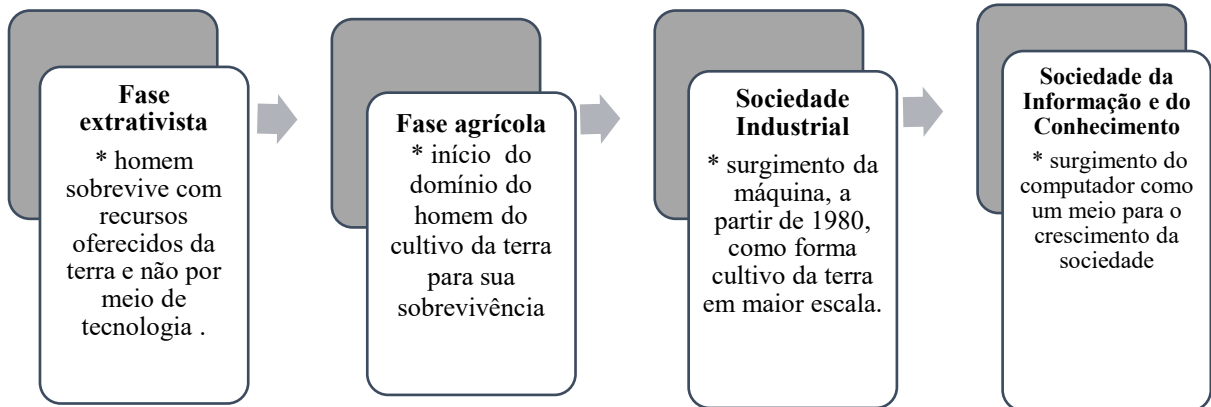 Fase
extrativista
* homem
sobrevive com
recursos
oferecidos da
terra e não por
meio de
tecnologia .
Fase agrícola
* início do
domínio do
homem do
cultivo da terra
para sua
sobrevivência
Sociedade
Industrial
* surgimento da
máquina, a
partir de 1980,
como forma
cultivo da terra
em maior escala.
Sociedade da
Informação e do
Conhecimento
* surgimento do
computador como
um meio para o
crescimento da
sociedade